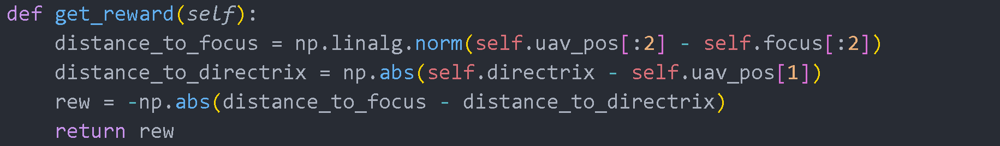 def get_reward(self):
    distance_to_focus = np.linalg.norm(self.uav_pos[:2] - self.focus[:2])
    distance_to_directrix = np.abs(self.directrix - self.uav_pos[1])
    rew = -np.abs(distance_to_focus - distance_to_directrix)
    return rew